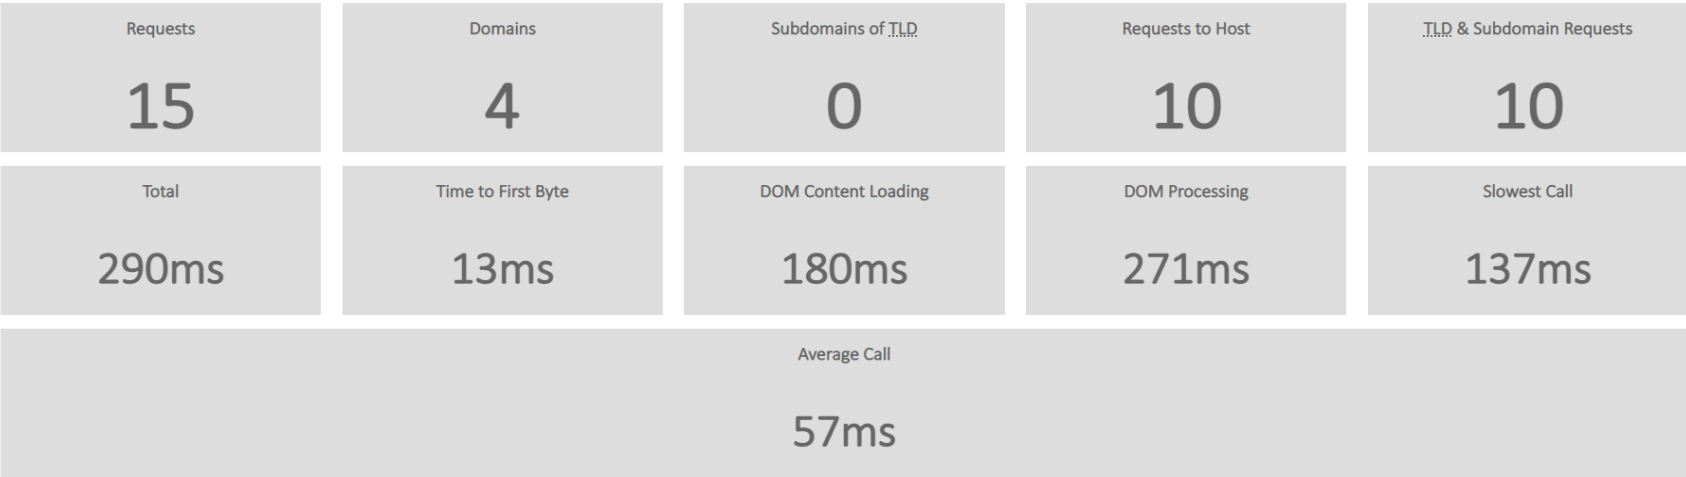 Requests
15
Domains
4
Subdomains of TLD
0
Requests to Host
10
TLD & Subdomain Requests
10
Total
290ms
Time to First Byte
13ms
DOM Content Loading
180ms
DOM Processing
271ms
Slowest Call
137ms
Average Call
57ms